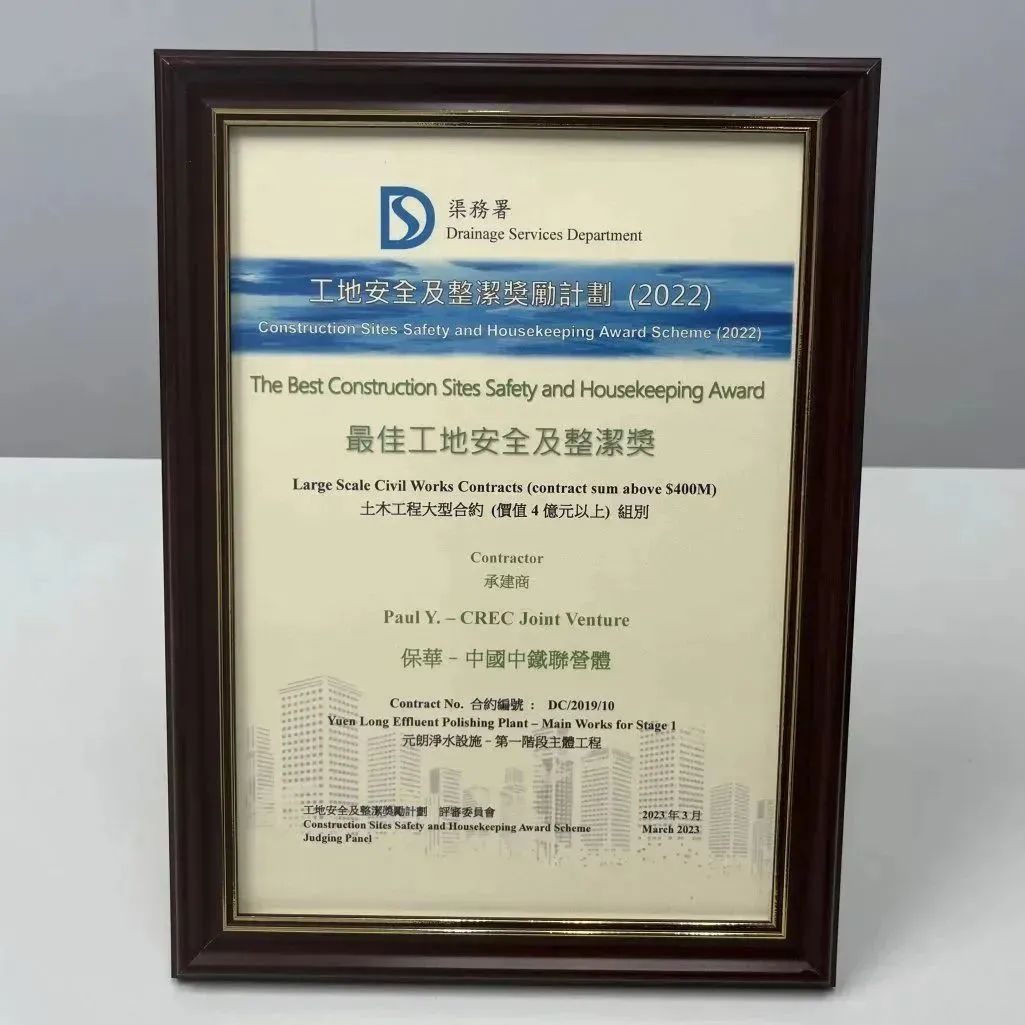 渠務署
Drainage Services Department
工地安全及整潔獎勵計劃 (2022)
Construction Sites Safety and Housekeeping Award Scheme (2022)
The Best Construction Sites Safety and Housekeeping Award
最佳工地安全及整潔獎
Large Scale Civil Works Contracts (contract sum above $400M)
土木工程大型合約 (價值 4 億元以上) 組別
Contractor
承建商
Paul Y. – CREC Joint Venture
保華 – 中國中鐵聯營體
Contract No. 合約編號 : DC/2019/10
Yuen Long Effluent Polishing Plant – Main Works for Stage 1
元朗淨水設施 – 第一階段主體工程
工地安全及整潔獎勵計劃 評審委員會
Construction Sites Safety and Housekeeping Award Scheme
Judging Panel
2023 年 3 月
March 2023